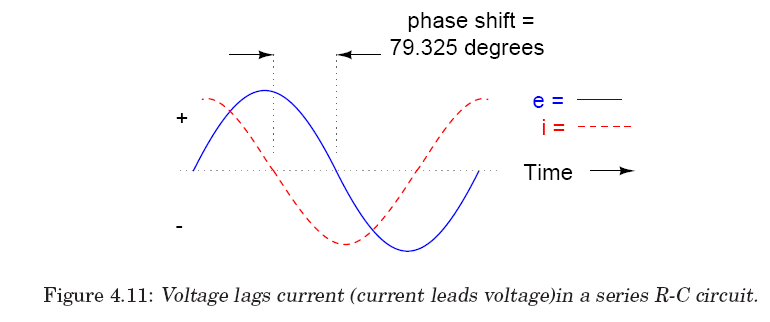 phase shift =
79.325 degrees
+
e =
i =
Time
-
Figure 4.11: Voltage lags current (current leads voltage)in a series R-C circuit.